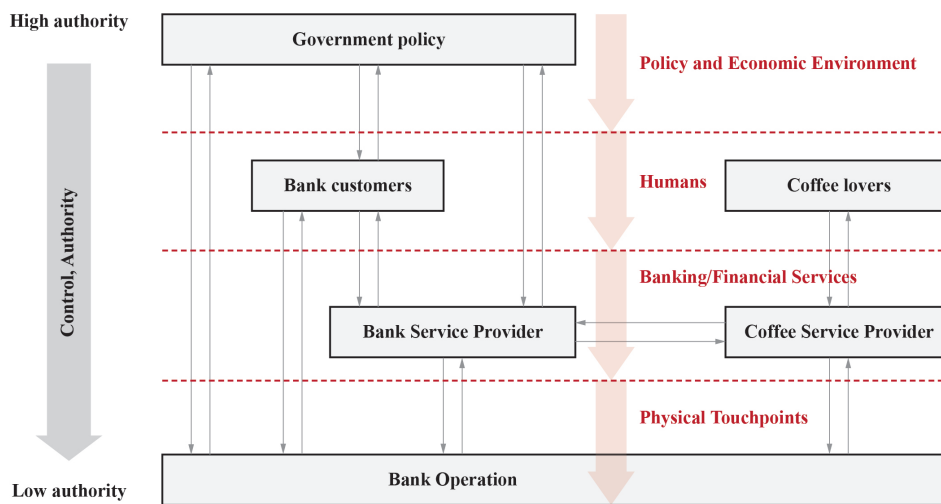 High authority
Government policy
Policy and Economic Environment
Bank customers
Humans
Coffee lovers
Control, Authority
Banking/Financial Services
Bank Service Provider
Coffee Service Provider
Physical Touchpoints
Bank Operation
Low authority